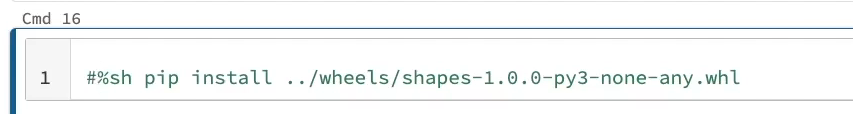 Cmd 16
1 #%sh pip install ../wheels/shapes-1.0.0-py3-none-any.whl